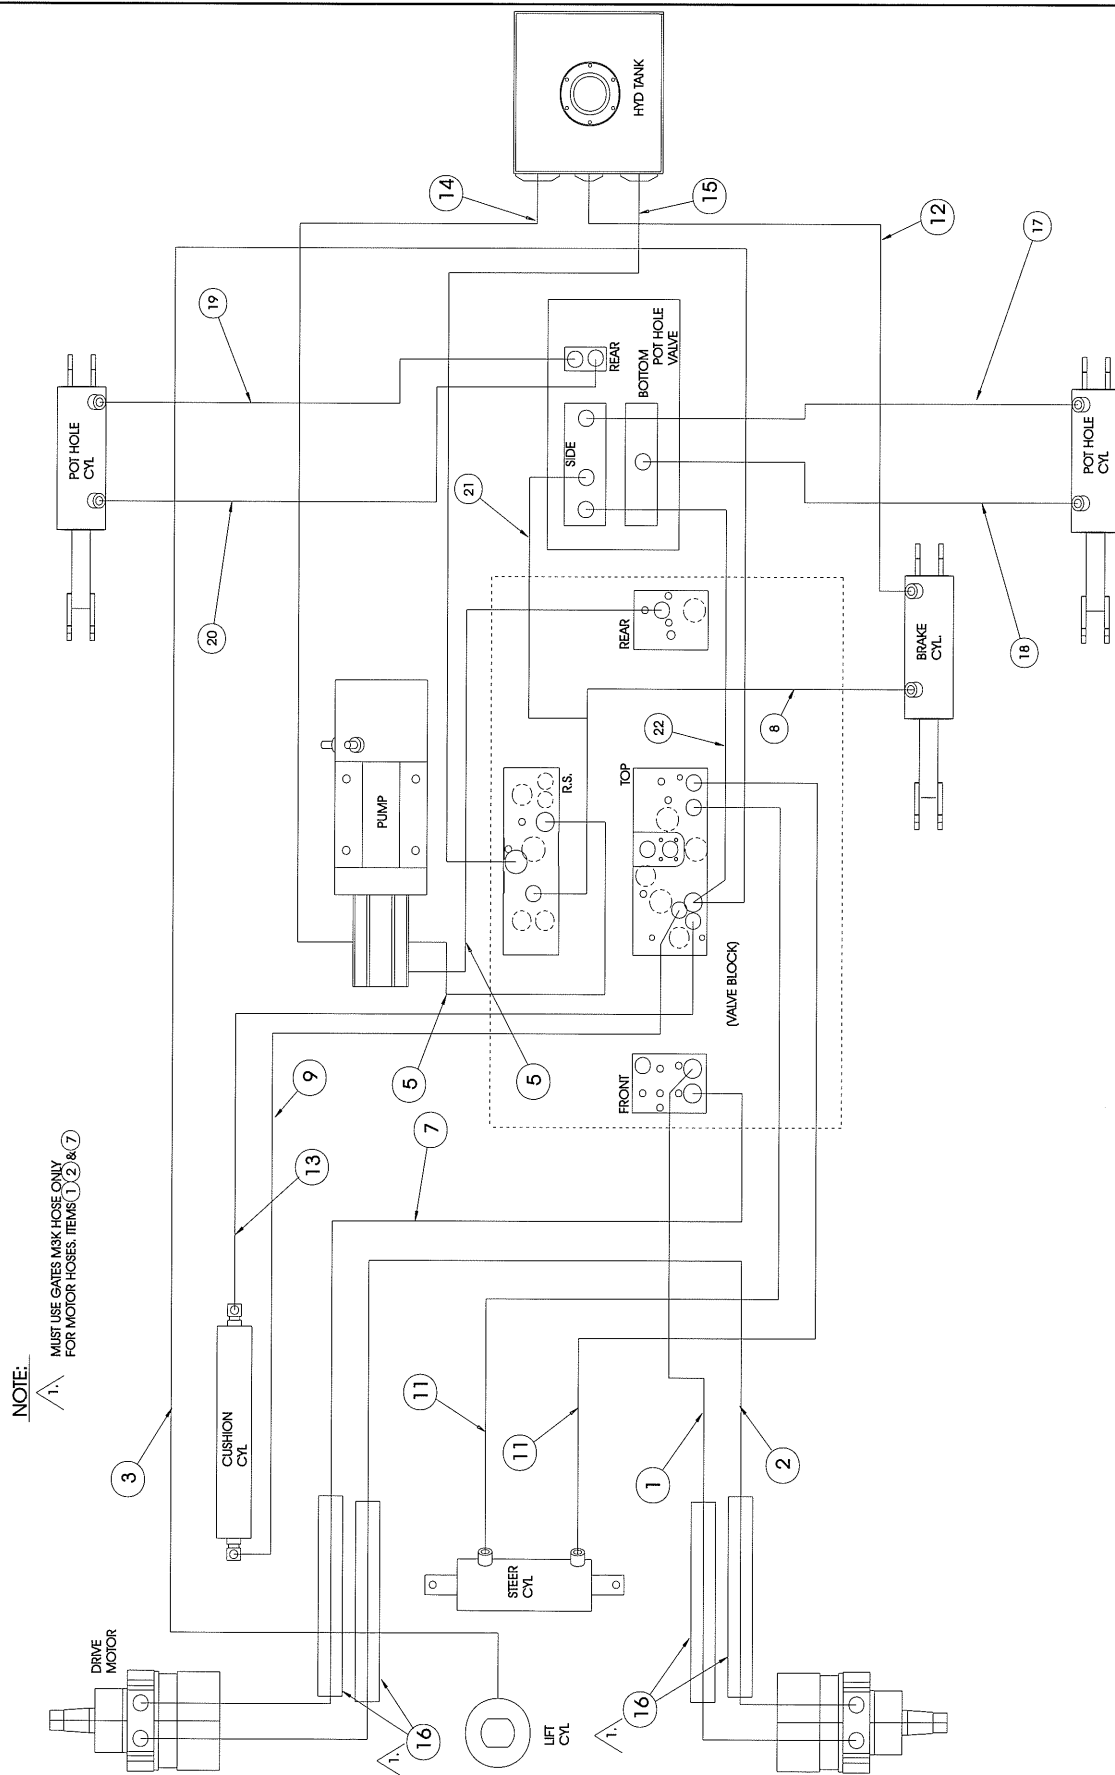 NOTE:
1.
MUST USE GATES M3K HOSE ONLY
FOR MOTOR HOSES. ITEMS 1 2 & 7
DRIVE
MOTOR
CUSHION
CYL
3
13
9
16
1.
LIFT
CYL
STEER
CYL
11
11
16
1.
1
2
7
5
5
PUMP
POT HOLE
CYL
19
20
14
15
HYD TANK
12
17
18
21
22
8
SIDE
REAR
BOTTOM
POT HOLE
VALVE
REAR
R.S.
TOP
(VALVE BLOCK)
FRONT
BRAKE
CYL.
POT HOLE
CYL